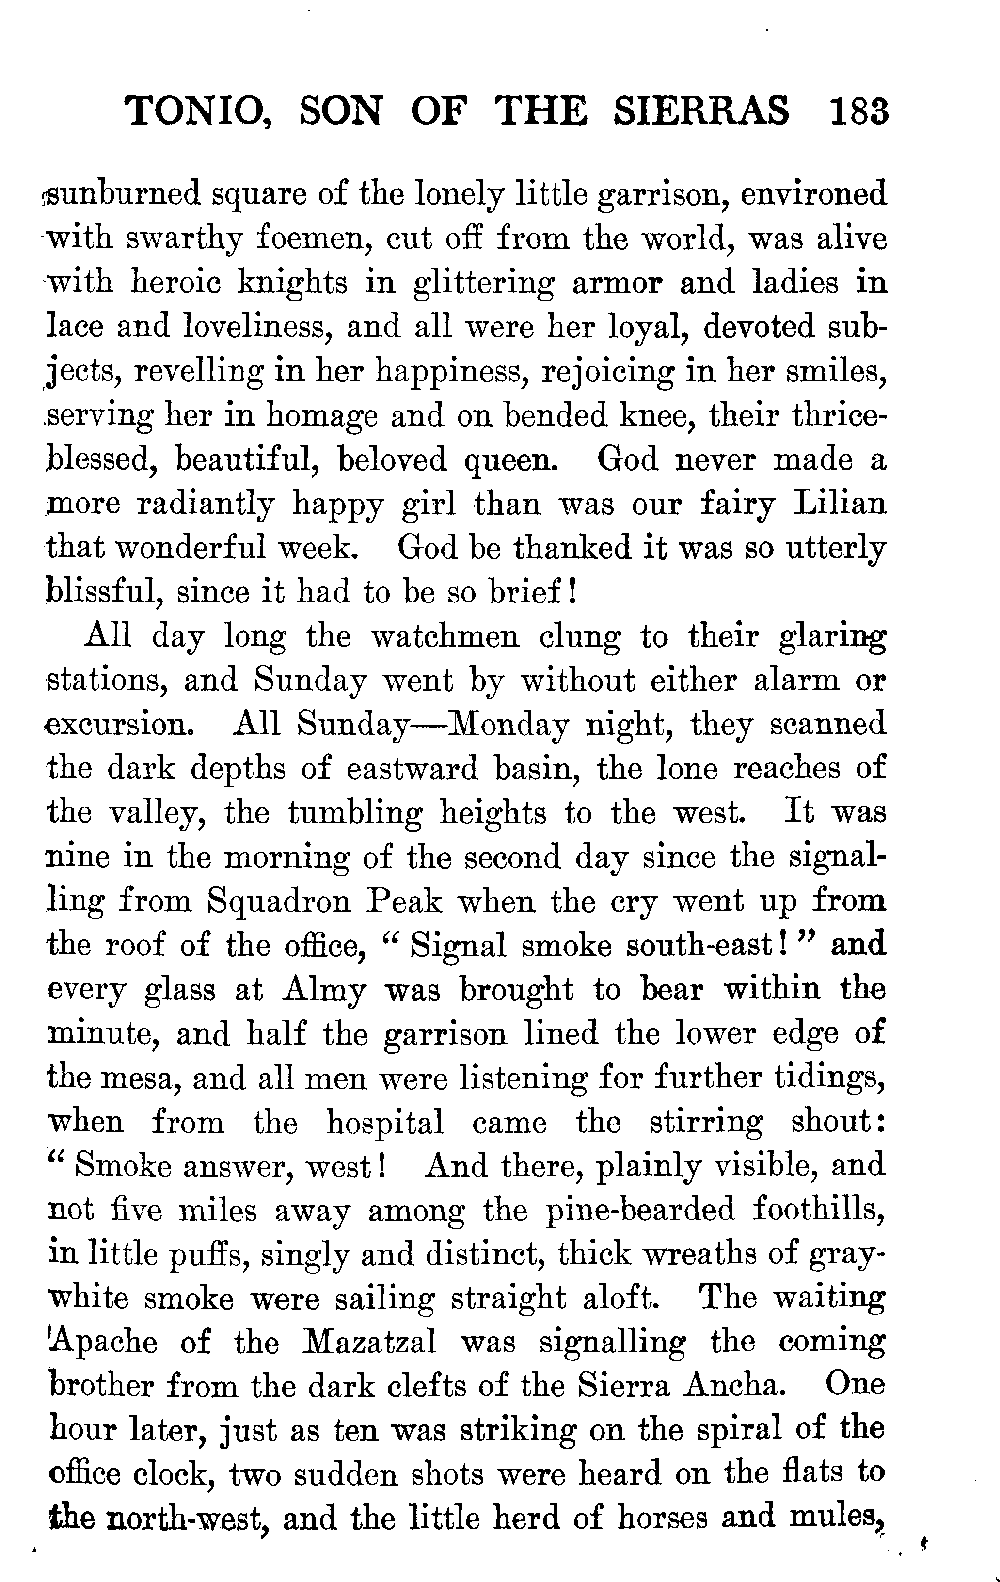 TONIO, SON OF THE SIERRAS 183
sunburned square of the lonely little garrison, environed
with swarthy foemen, cut off from the world, was alive
with heroic knights in glittering armor and ladies in
lace and loveliness, and all were her loyal, devoted sub-
jects, revelling in her happiness, rejoicing in her smiles,
serving her in homage and on bended knee, their thrice-
blessed, beautiful, beloved queen. God never made a
more radiantly happy girl than was our fairy Lilian
that wonderful week. God be thanked it was so utterly
blissful, since it had to be so brief!
All day long the watchmen clung to their glaring
stations, and Sunday went by without either alarm or
excursion. All Sunday—Monday night, they scanned
the dark depths of eastward basin, the lone reaches of
the valley, the tumbling heights to the west. It was
nine in the morning of the second day since the signal-
ling from Squadron Peak when the cry went up from
the roof of the office, “ Signal smoke south-east! ” and
every glass at Almy was brought to bear within the
minute, and half the garrison lined the lower edge of
the mesa, and all men were listening for further tidings,
when from the hospital came the stirring shout:
“ Smoke answer, west! And there, plainly visible, and
not five miles away among the pine-bearded foothills,
in little puffs, singly and distinct, thick wreaths of gray-
white smoke were sailing straight aloft. The waiting
Apache of the Mazatzal was signalling the coming
brother from the dark clefts of the Sierra Ancha. One
hour later, just as ten was striking on the spiral of the
office clock, two sudden shots were heard on the flats to
the north-west, and the little herd of horses and mules,